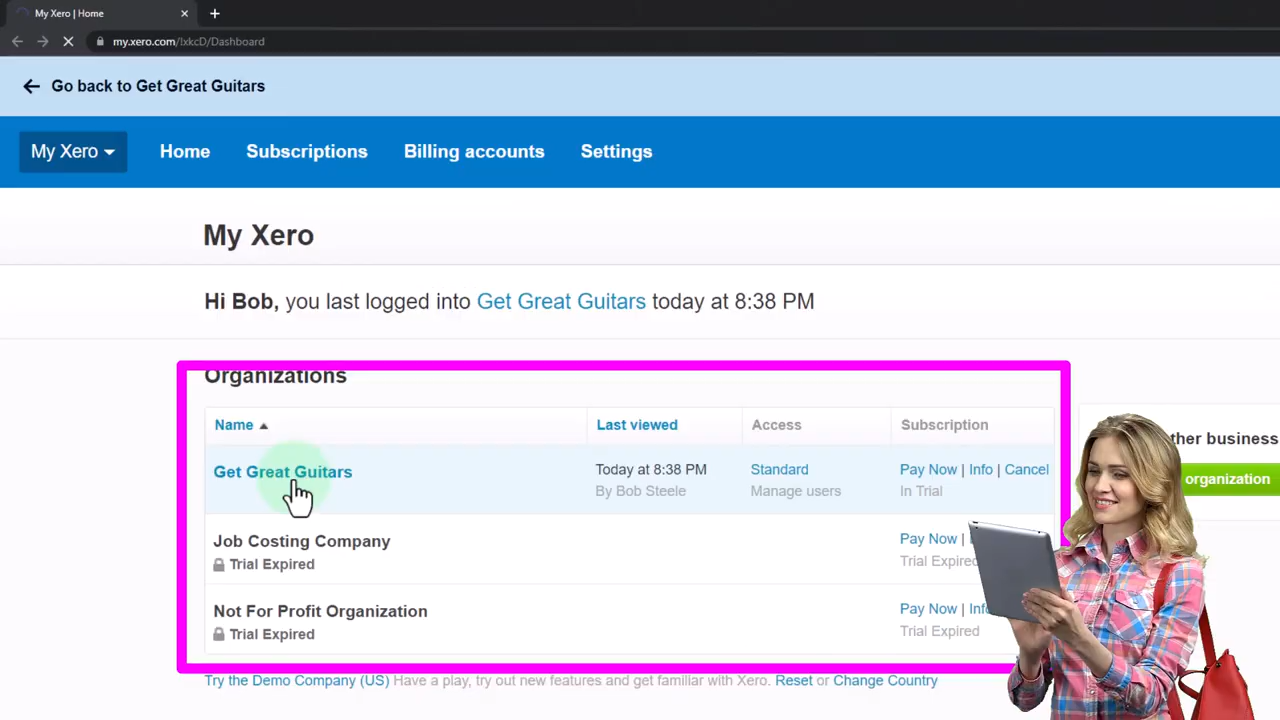 My Xero | Home
my.xero.com/IxkcD/Dashboard
Go back to Get Great Guitars
My Xero
Home
Subscriptions
Billing accounts
Settings
My Xero
Hi Bob, you last logged into Get Great Guitars today at 8:38 PM
Organizations
Name
Last viewed
Access
Subscription
Get Great Guitars
Today at 8:38 PM
Standard
Pay Now | Info | Cancel
By Bob Steele
Manage users
In Trial
Job Costing Company
Pay Now |
Trial Expired
Trial Expired
Not For Profit Organization
Pay Now | Info
Trial Expired
Trial Expired
ther business
organization
Try the Demo Company (US) Have a play, try out new features and get familiar with Xero. Reset or Change Country